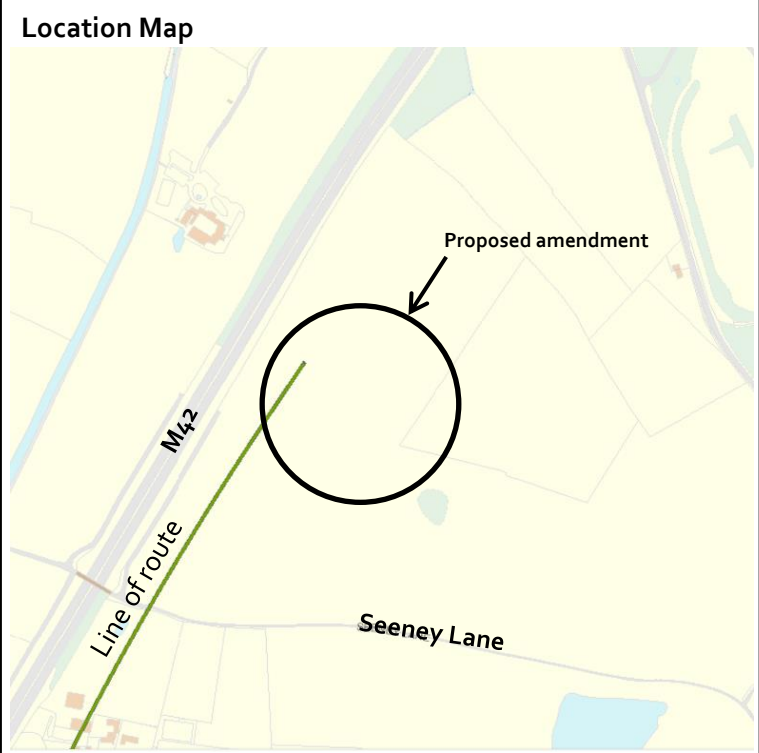 Location Map
Proposed amendment
M42
Line of route
Seeney Lane